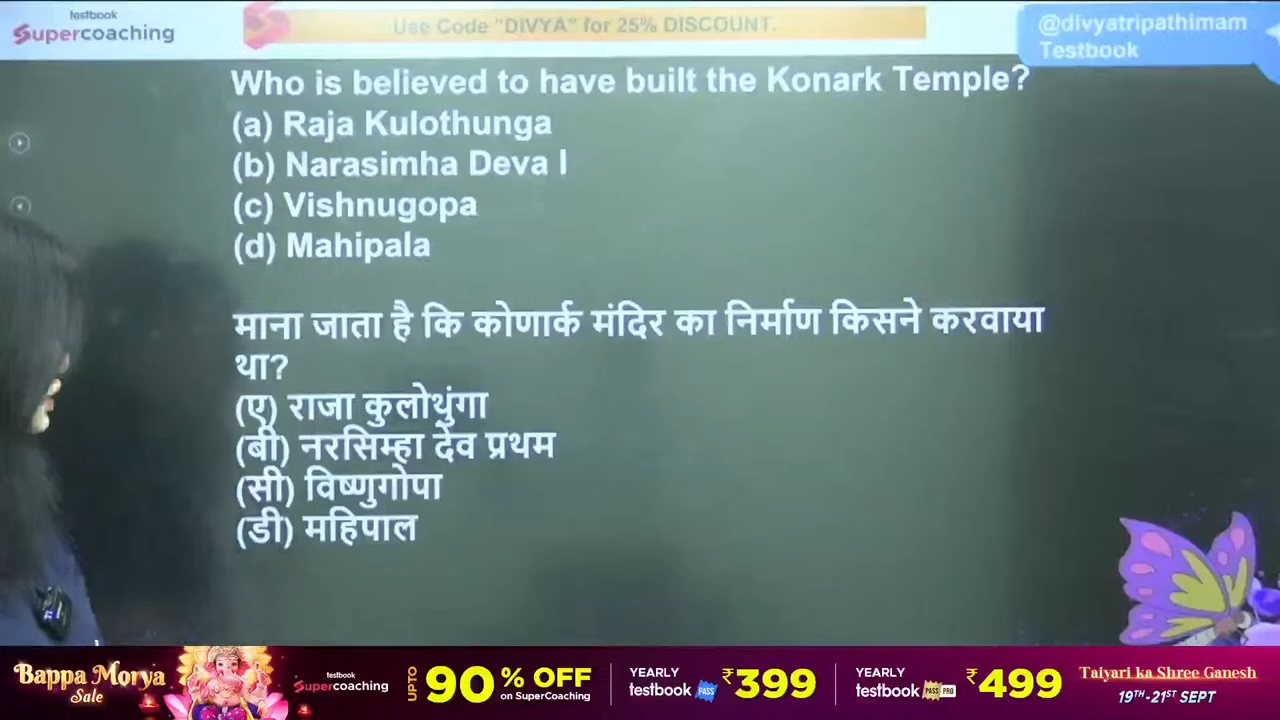 testbook
Supercoaching
Use Code "DIVYA" for 25% DISCOUNT.
@divyatripathimam
Testbook
Who is believed to have built the Konark Temple?
(a) Raja Kulothunga
(b) Narasimha Deva I
(c) Vishnugopa
(d) Mahipala
माना जाता है कि कोणार्क मंदिर का निर्माण किसने करवाया
था?
(ए) राजा कुलोथुंगा
(बी) नरसिम्हा देव प्रथम
(सी) विष्णुगोपा
(डी) महिपाल
Bappa Morya
Sale
testbook
Supercoaching
UPTO 90% OFF
on SuperCoaching
YEARLY
testbook PASS
₹399
YEARLY
testbook PASS PRO
₹499
Taiyari ka Shree Ganesh
19TH-21ST SEPT